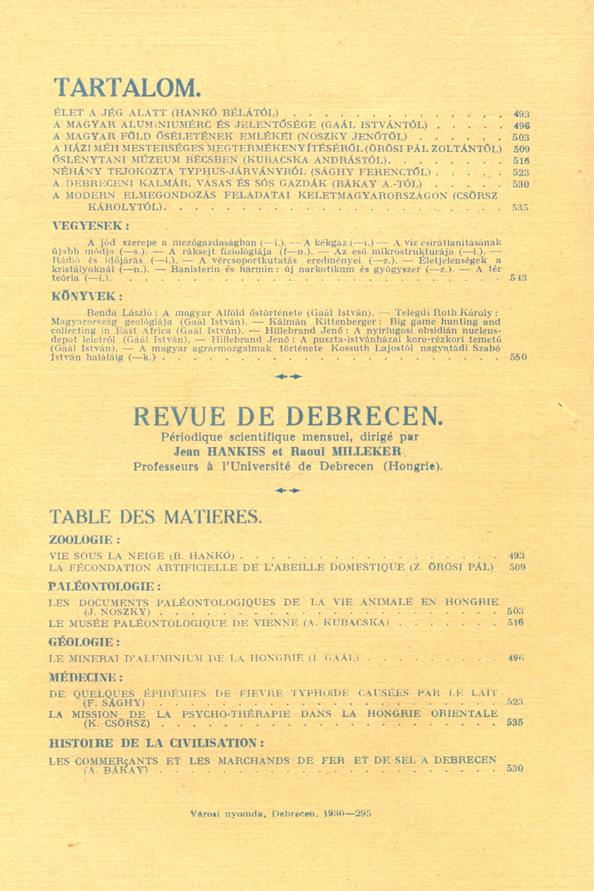 TARTALOM.
ÉLET A JÉG ALATT (HANKÓ BÉLÁTÓL) . . . . . . . . . . . . . 493
A MAGYAR ALUMINIUMÉRC ÉS JELENTŐSÉGE (GAÁL ISTVÁNTÓL) . . . . . 496
A MAGYAR FÖLD ŐSÉLETÉNEK EMLÉKEI (NOSZKY JENŐTŐL) . . . . . . 503
A HÁZI MÉH MESTERSÉGES MEGTERMÉKENYÍTÉSÉRŐL (ÖRÖSI PÁL ZOLTÁNTÓL) 509
ŐSLÉNYTANI MÚZEUM BÉCSBEN (KUBACSKA ANDRÁSTÓL). . . . . . . . 516
NÉHÁNY TEJOKOZTA TYPHUS-JÁRVÁNYRÓL (SÁGHY FERENCTŐL) . . . . . 523
A DEBRECENI KALMÁR, VASAS ÉS SÓS GAZDÁK (BÁKAY A.-TÓL) . . . . . 530
A MODERN ELMEGONDOZÁS FELADATAI KELETMAGYARORSZÁGON (CSÖRSZ
KÁROLYTÓL). . . . . . . . . . . . . . . . . . . . . . 535
VEGYESEK :
A jód szerepe a mezőgazdaságban (—i.). — A kékgáz (—i.) — A víz csirátlanításának
újabb módja (—s.). — A ráksejt fiziológiája (f—n.). — Az eső mikrostruktúrája (—i.). —
Rádió és időjárás (—i.). — A vércsoportkutatás eredményei (—z.). — Életjelenségek a
kristályoknál (—n.). — Banisterin és harmin : új narkotikum és gyógyszer (—z.). — A tér
teória (—i.). . . . . . . . . . . . . . . . . . . . . . . 543
KÖNYVEK :
Benda László : A magyar Alföld őstörténete (Gaál István). — Telegdi Roth Károly :
Magyarország geológiája (Gaál István). — Kálmán Kittenberger : Big game hunting and
collecting in East Africa (Gaál István). — Hillebrand Jenő : A nyirlugosi obsidián nucleus-
depot leletről (Gaál István). — Hillebrand Jenő : A puszta-istvánházai kora-rézkori temető
(Gaál István). — A magyar agrármozgalmak története Kossuth Lajostól nagyatádi Szabó
István haláláig (—k.) . . . . . . . . . . . . . . . . . . . 550
REVUE DE DEBRECEN.
Périodique scientifique mensuel, dirigé par
Jean HANKISS et Raoul MILLEKER
Professeurs à l'Université de Debrecen (Hongrie).
TABLE DES MATIERES.
ZOOLOGIE :
VIE SOUS LA NEIGE (B. HANKÓ) . . . . . . . . . . . . . . . 493
LA FÉCONDATION ARTIFICIELLE DE L'ABEILLE DOMESTIQUE (Z. ÖRÖSI PÁL) 509
PALÉONTOLOGIE :
LES DOCUMENTS PALÉONTOLOGIQUES DE LA VIE ANIMALE EN HONGRIE
(J. NOSZKY) . . . . . . . . . . . . . . . . . . . . . 503
LE MUSÉE PALÉONTOLOGIQUE DE VIENNE (A. KUBACSKA) . . . . . . . 516
GÉOLOGIE :
LE MINERAI D'ALUMINIUM DE LA HONGRIE (I. GAÁL) . . . . . . . . 496
MÉDECINE :
DE QUELQUES ÉPIDÉMIES DE FIEVRE TYPHOIDE CAUSÉES PAR LE LAIT
(F. SÁGHY) . . . . . . . . . . . . . . . . . . . . . 523
LA MISSION DE LA PSYCHO-THÉRAPIE DANS LA HONGRIE ORIENTALE
(K. CSÖRSZ) . . . . . . . . . . . . . . . . . . . . . 535
HISTOIRE DE LA CIVILISATION :
LES COMMERÇANTS ET LES MARCHANDS DE FER ET DE SEL A DEBRECEN
(A. BÁKAY) . . . . . . . . . . . . . . . . . . . . . 530
Városi nyomda, Debrecen, 1930—295